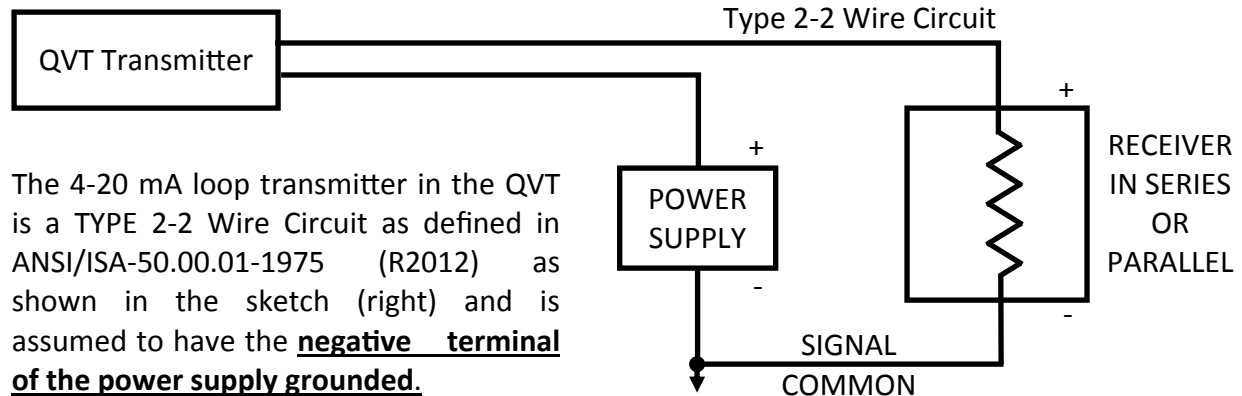 Type 2-2 Wire Circuit
QVT Transmitter
+
+
RECEIVER
IN SERIES
OR
PARALLEL
POWER
SUPPLY
-
-
The 4-20 mA loop transmitter in the QVT
is a TYPE 2-2 Wire Circuit as defined in
ANSI/ISA-50.00.01-1975 (R2012) as
shown in the sketch (right) and is
assumed to have the negative terminal
of the power supply grounded.
SIGNAL
COMMON